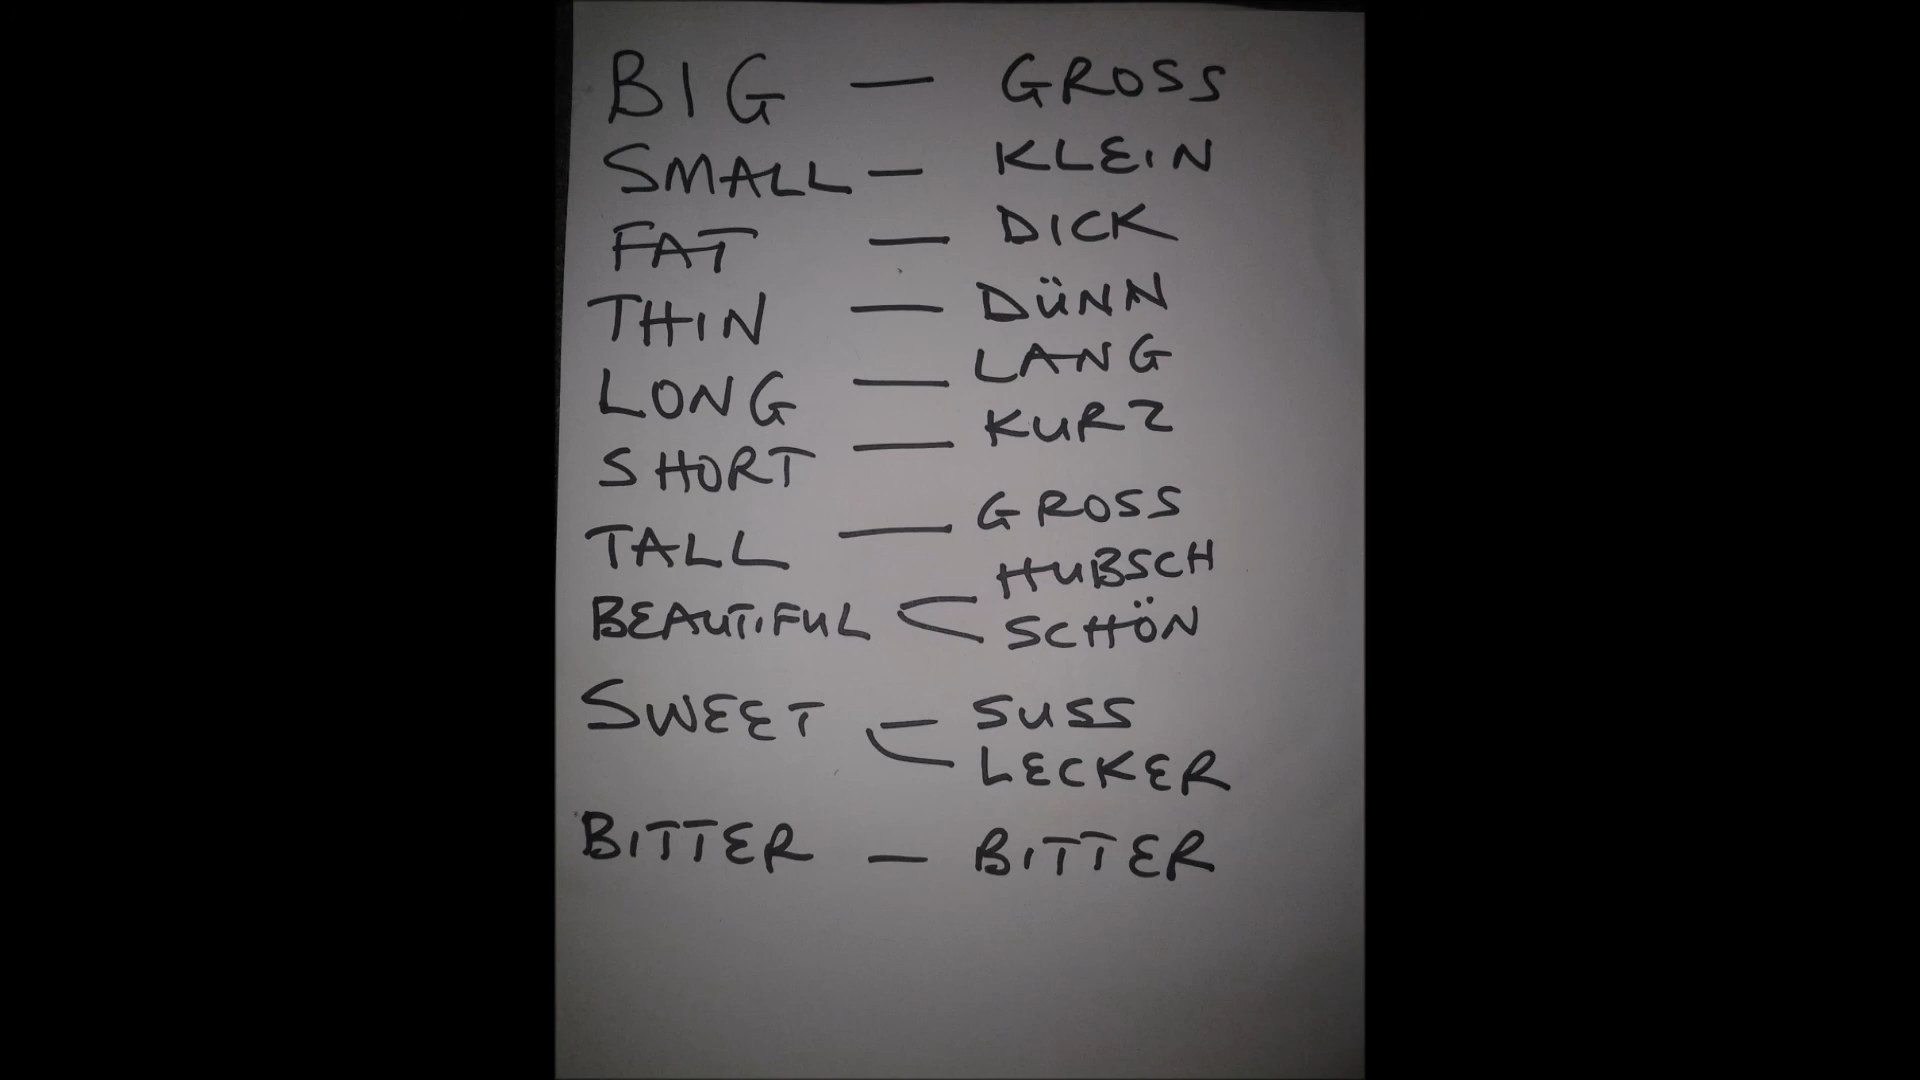 BIG — GROSS
SMALL — KLEIN
FAT — DICK
THIN — DÜNN
LONG — LANG
SHORT — KURZ
TALL — GROSS
HUBSCH
BEAUTIFUL < SCHÖN
SWEET — SUSS
LECKER
BITTER — BITTER